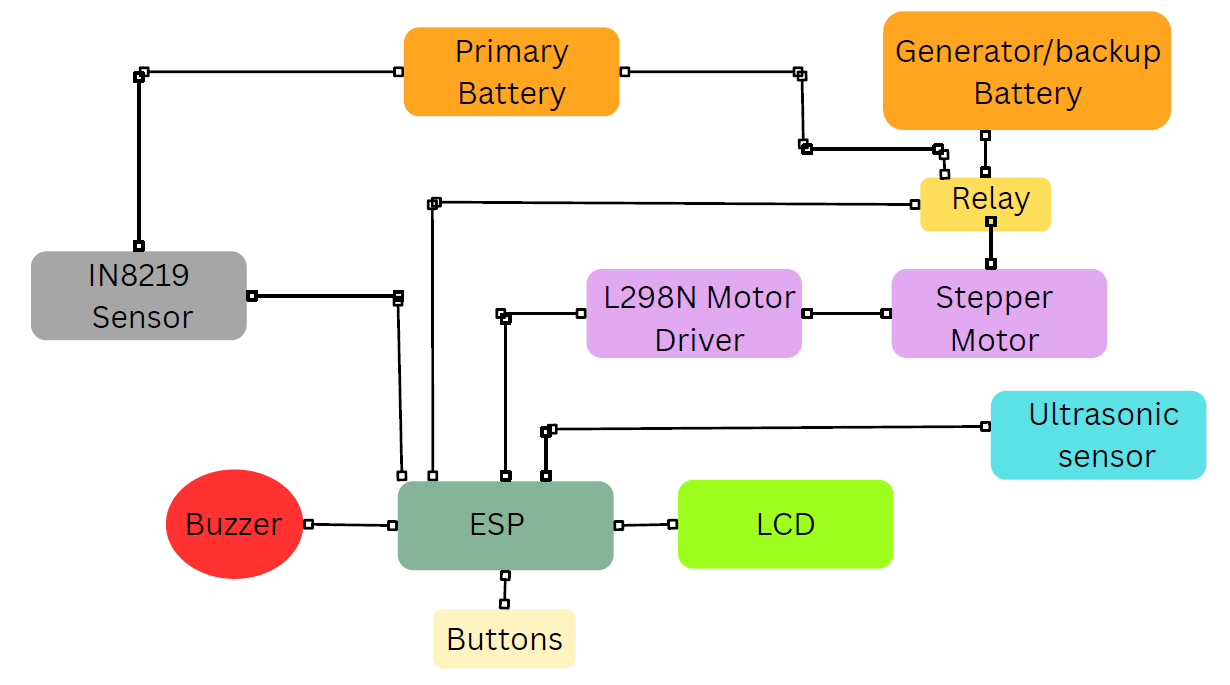 Primary
Battery
Generator/backup
Battery
Relay
IN8219
Sensor
L298N Motor
Driver
Stepper
Motor
Ultrasonic
sensor
Buzzer
ESP
LCD
Buttons